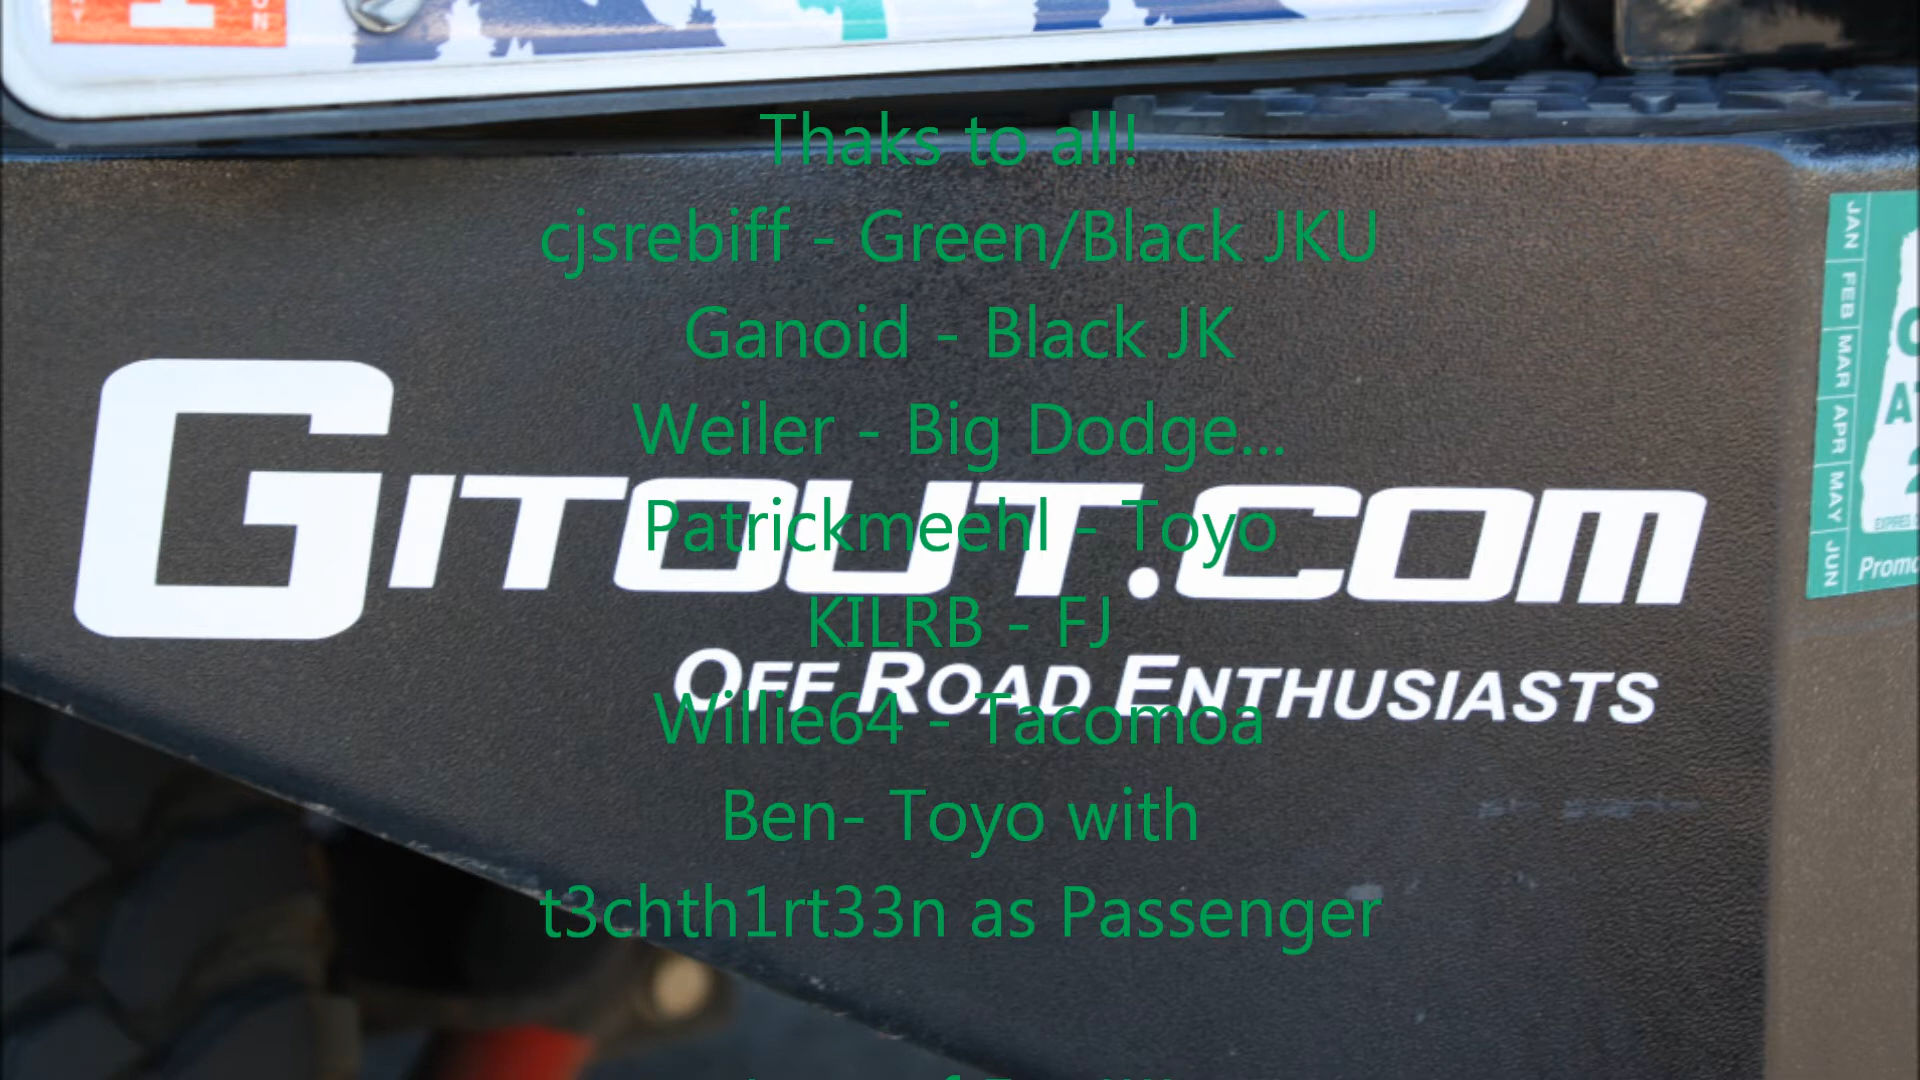 Thaks to all!
cjsrebiff - Green/Black JKU
Ganoid - Black JK
Weiler - Big Dodge...
Patrickmeehl - Toyo
KILRB - FJ
Willie64 - Tacomoa
Ben- Toyo with
t3chth1rt33n as Passenger
GITOUT.COM
OFF ROAD ENTHUSIASTS
JAN
FEB
MAR
APR
MAY
JUN